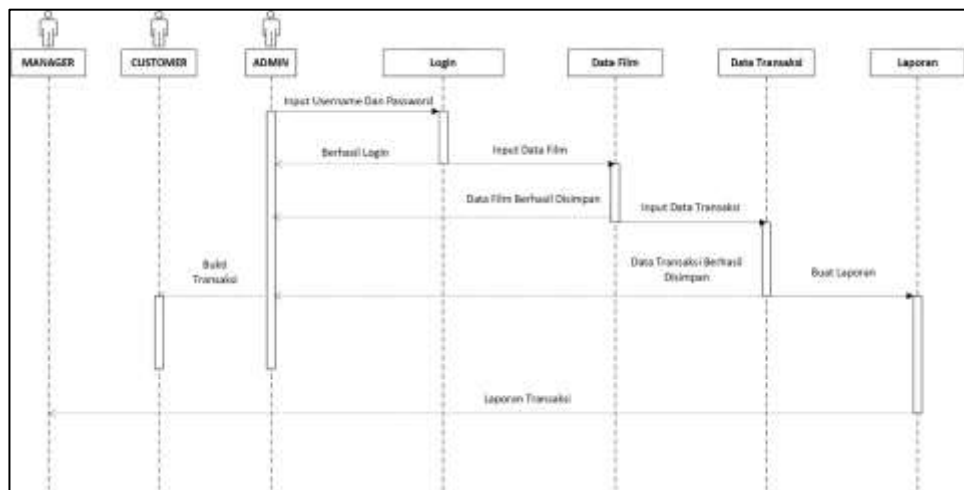 MANAGER
CUSTOMER
ADMIN
Login
Data Film
Data Transaksi
Laporan
Input Username Dan Password
Berhasil Login
Input Data Film
Data Film Berhasil Disimpan
Input Data Transaksi
Bukti
Transaksi
Data Transaksi Berhasil
Disimpan
Buat Laporan
Laporan Transaksi